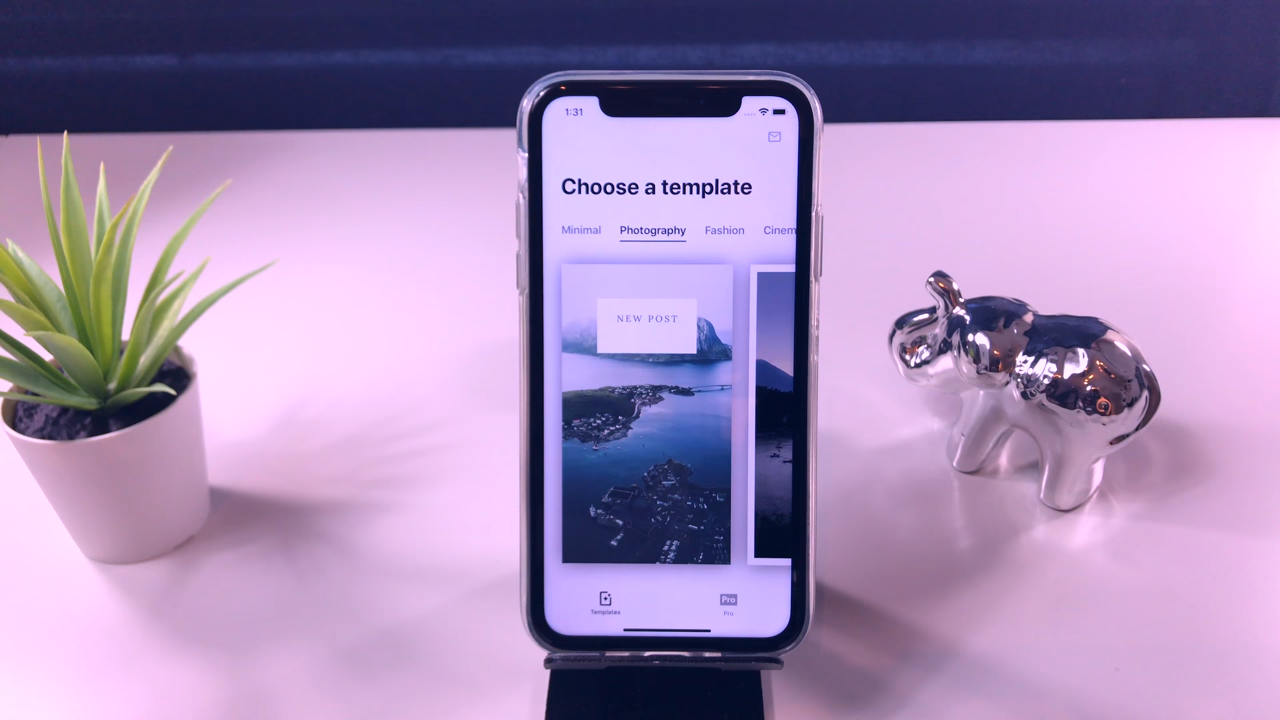 1:31
Choose a template
Minimal Photography Fashion Cinem
NEW POST
Pro
Templates Pro